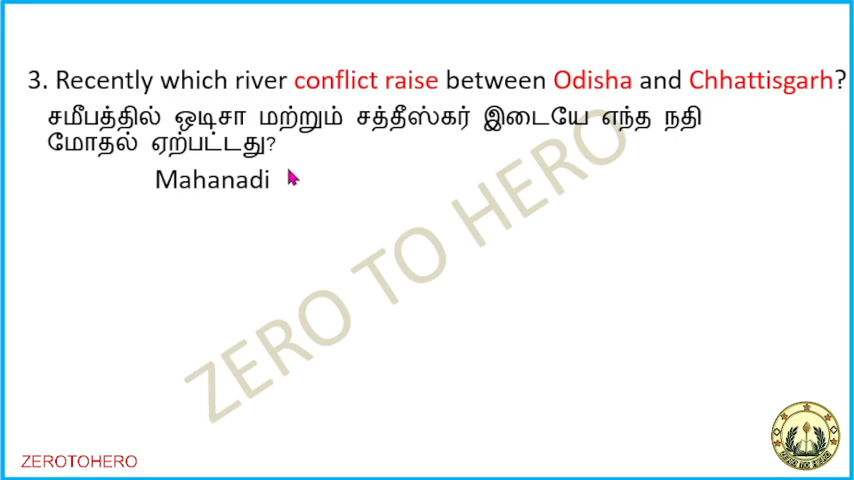 3. Recently which river conflict raise between Odisha and Chhattisgarh?
சமீபத்தில் ஒடிசா மற்றும் சத்தீஸ்கர் இடையே எந்த நதி
மோதல் ஏற்பட்டது?
Mahanadi
ZERO TO HERO
ZEROTOHERO